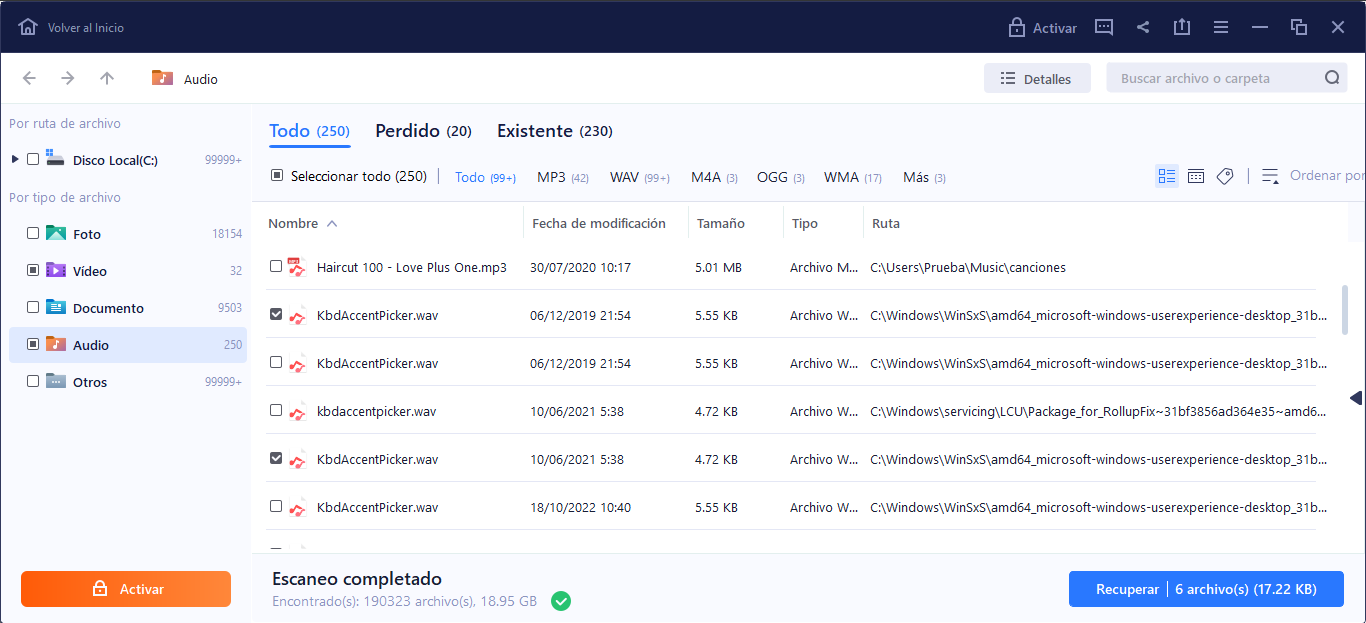 Volver al Inicio
Activar
Audio
Detalles
Buscar archivo o carpeta
Por ruta de archivo
Disco Local(C:) 99999+
Por tipo de archivo
Foto 18154
Vídeo 32
Documento 9503
Audio 250
Otros 99999+
Activar
Todo (250) Perdido (20) Existente (230)
Seleccionar todo (250) Todo (99+) MP3 (42) WAV (99+) M4A (3) OGG (3) WMA (17) Más (3) Ordenar por
Nombre Fecha de modificación Tamaño Tipo Ruta
Haircut 100 - Love Plus One.mp3 30/07/2020 10:17 5.01 MB Archivo M... C:\Users\Prueba\Music\canciones
KbdAccentPicker.wav 06/12/2019 21:54 5.55 KB Archivo W... C:\Windows\WinSxS\amd64_microsoft-windows-userexperience-desktop_31b...
KbdAccentPicker.wav 06/12/2019 21:54 5.55 KB Archivo W... C:\Windows\WinSxS\amd64_microsoft-windows-userexperience-desktop_31b...
kbdaccentpicker.wav 10/06/2021 5:38 4.72 KB Archivo W... C:\Windows\servicing\LCU\Package_for_RollupFix~31bf3856ad364e35~amd6...
KbdAccentPicker.wav 10/06/2021 5:38 4.72 KB Archivo W... C:\Windows\WinSxS\amd64_microsoft-windows-userexperience-desktop_31b...
KbdAccentPicker.wav 18/10/2022 10:40 5.55 KB Archivo W... C:\Windows\WinSxS\amd64_microsoft-windows-userexperience-desktop_31b...
Escaneo completado
Encontrado(s): 190323 archivo(s), 18.95 GB
Recuperar 6 archivo(s) (17.22 KB)